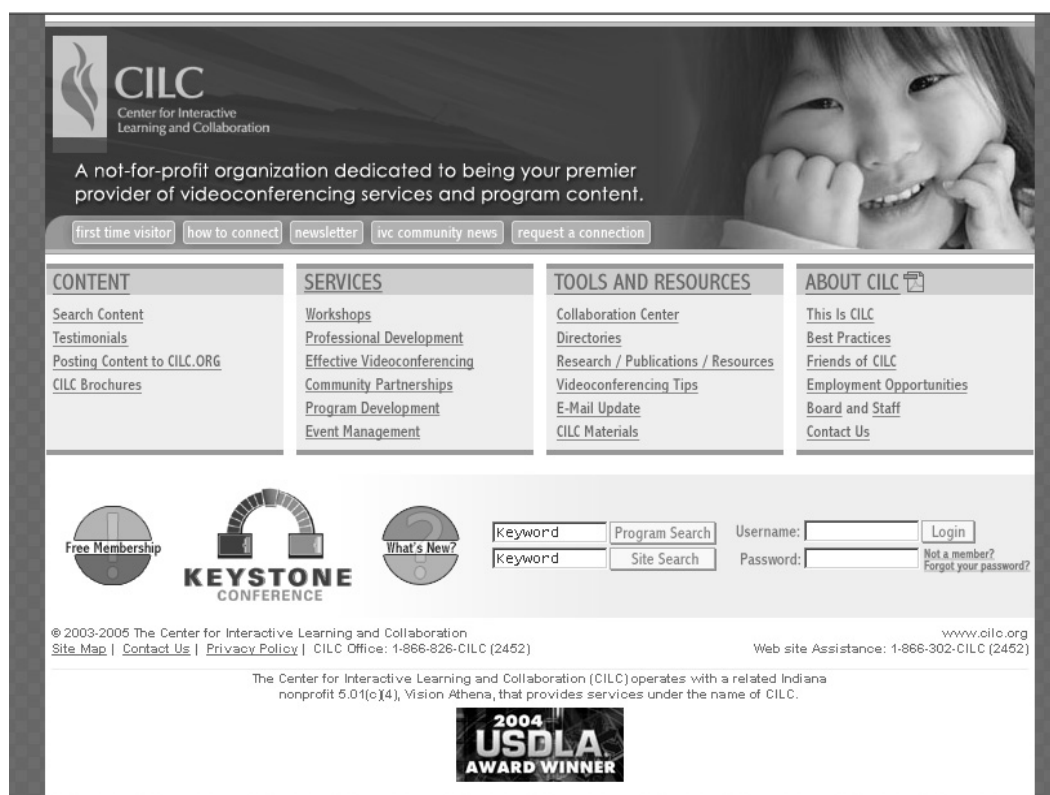 CILC
Center for Interactive
Learning and Collaboration
A not-for-profit organization dedicated to being your premier
provider of videoconferencing services and program content.
first time visitor how to connect newsletter ivc community news request a connection
CONTENT
Search Content
Testimonials
Posting Content to CILC.ORG
CILC Brochures
SERVICES
Workshops
Professional Development
Effective Videoconferencing
Community Partnerships
Program Development
Event Management
TOOLS AND RESOURCES
Collaboration Center
Directories
Research / Publications / Resources
Videoconferencing Tips
E-Mail Update
CILC Materials
ABOUT CILC
This Is CILC
Best Practices
Friends of CILC
Employment Opportunities
Board and Staff
Contact Us
! Free Membership
KEYSTONE
CONFERENCE
? What's New?
Keyword Program Search
Keyword Site Search
Username: Login
Password: Not a member?
Forgot your password?
© 2003-2005 The Center for Interactive Learning and Collaboration
Site Map | Contact Us | Privacy Policy | CILC Office: 1-866-826-CILC (2452)
www.cilc.org
Web site Assistance: 1-866-302-CILC (2452)
The Center for Interactive Learning and Collaboration (CILC) operates with a related Indiana
nonprofit 5.01(c)(4), Vision Athena, that provides services under the name of CILC.
2004
USDLA
AWARD WINNER